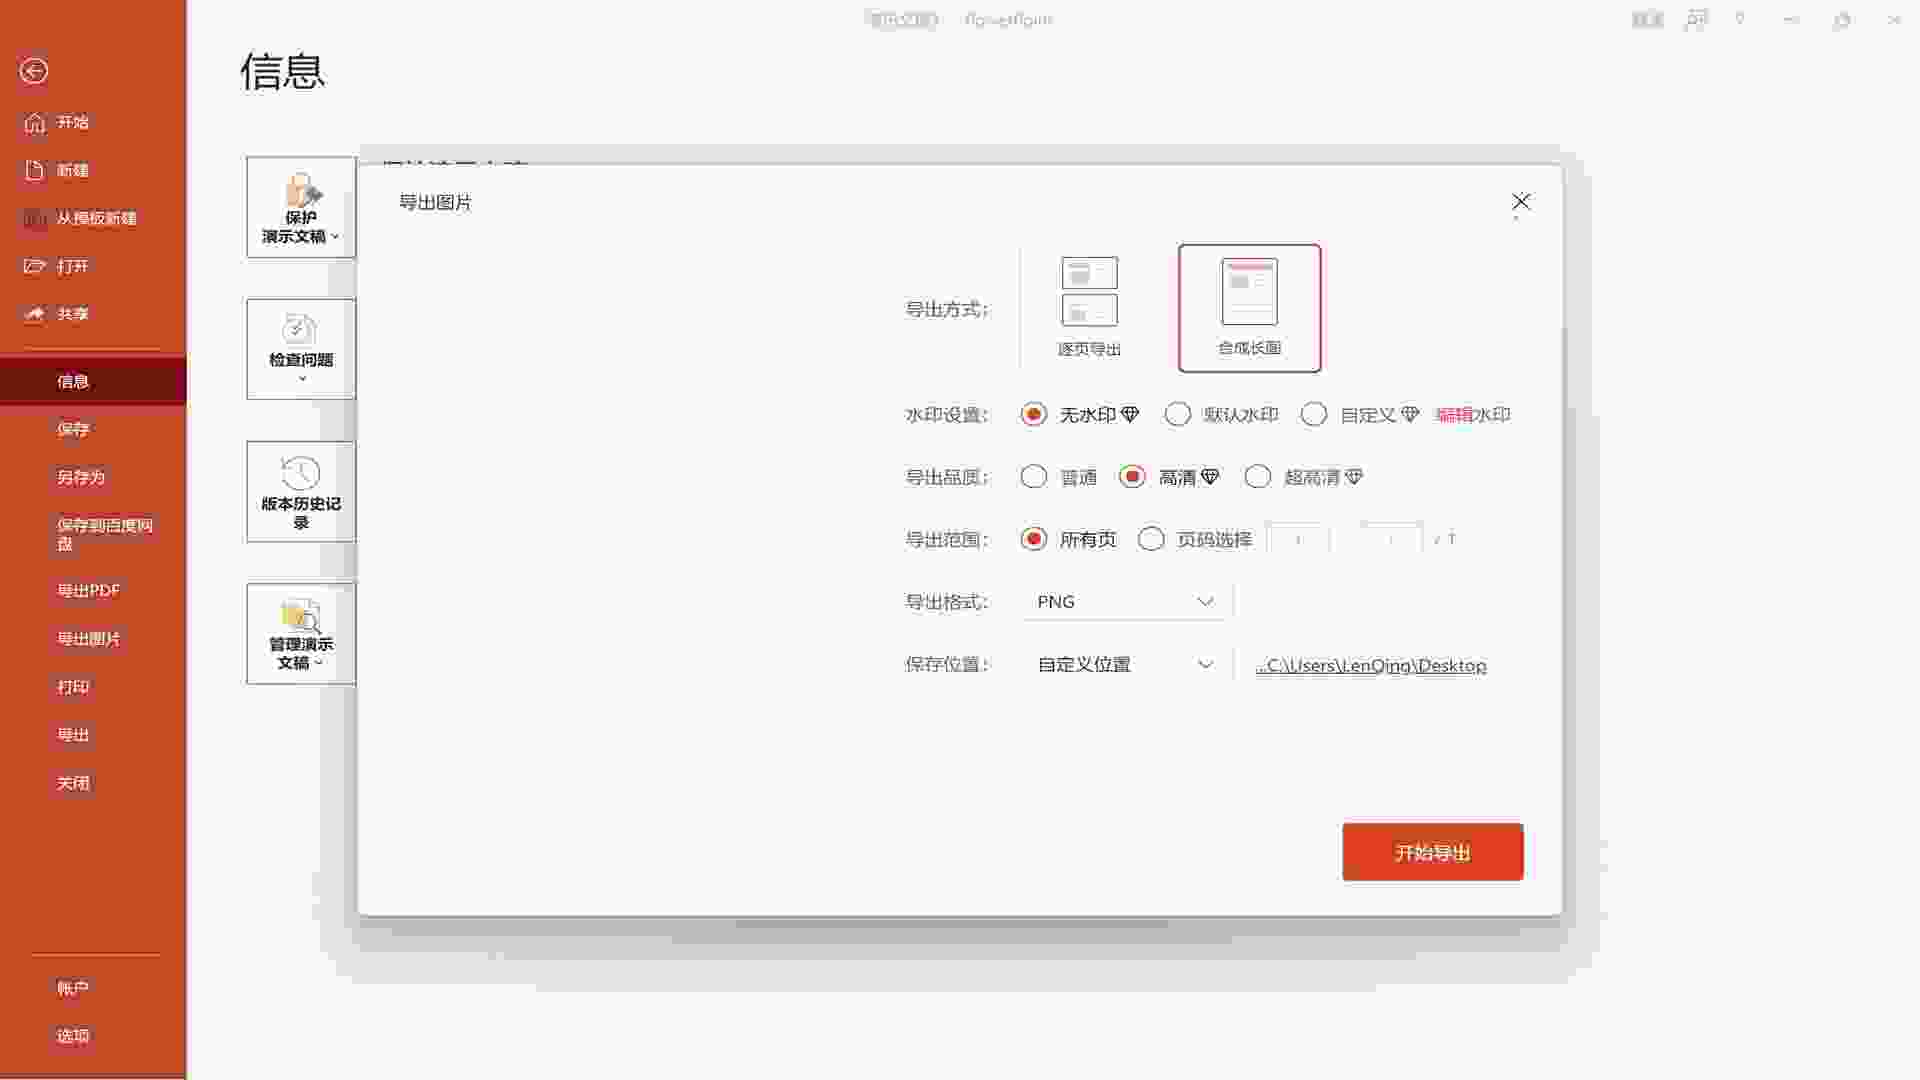 PowerPoint
信息
开始
新建
从模板新建
打开
共享
信息
保存
另存为
保存到百度网
盘
导出PDF
导出图片
打印
导出
关闭
帐户
选项
保护
演示文稿
检查问题
版本历史记
录
管理演示
文稿
导出图片
导出方式：
逐页导出
合成长图
水印设置：
无水印
默认水印
自定义
编辑水印
导出品质：
普通
高清
超高清
导出范围：
所有页
页码选择
导出格式：
PNG
保存位置：
自定义位置
...C:\Users\LenQing\Desktop
开始导出